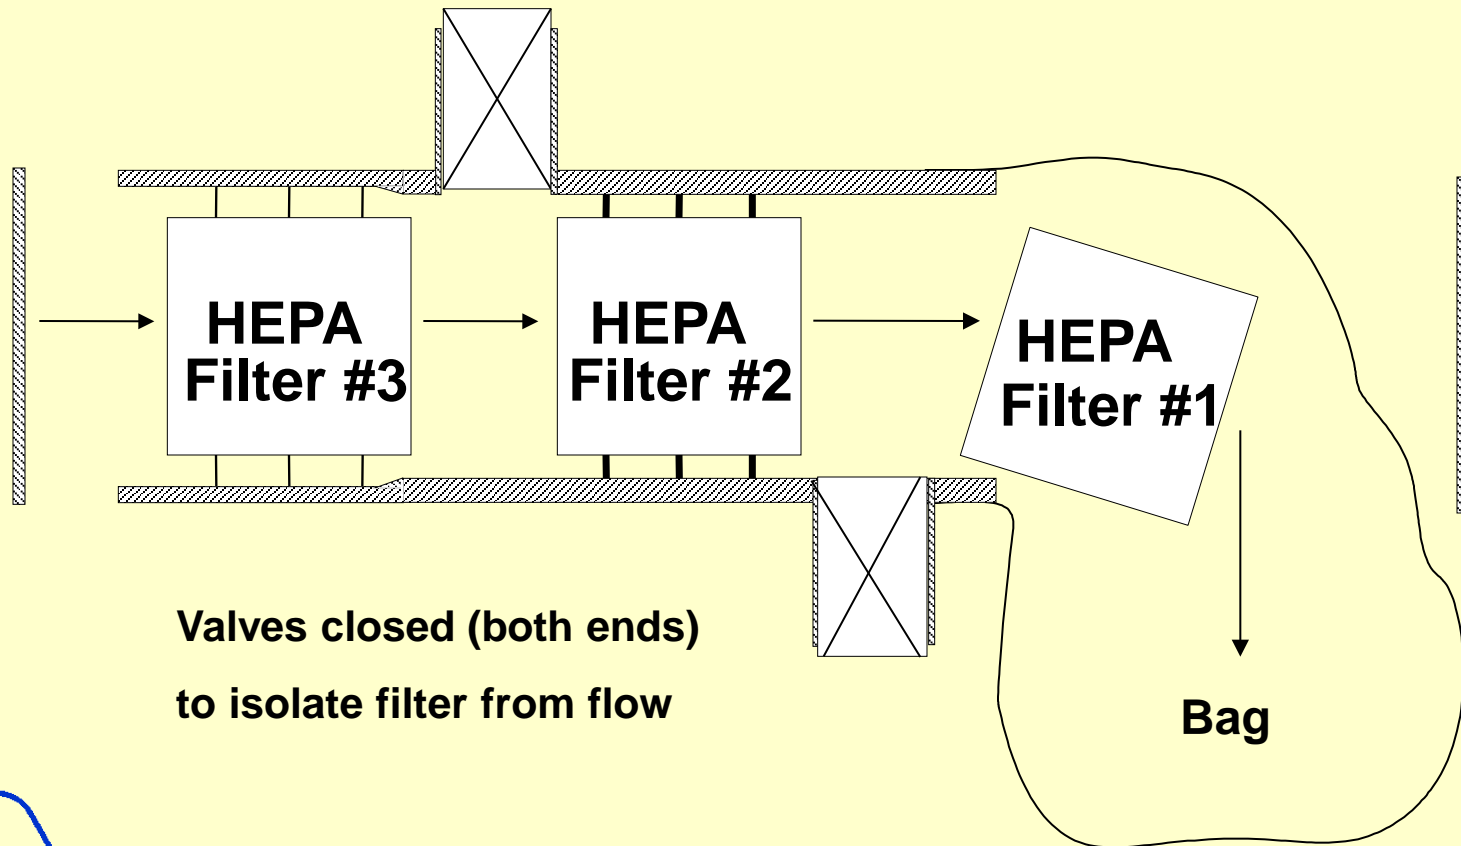 HEPA
Filter #3
HEPA
Filter #2
HEPA
Filter #1
Valves closed (both ends)
to isolate filter from flow
Bag